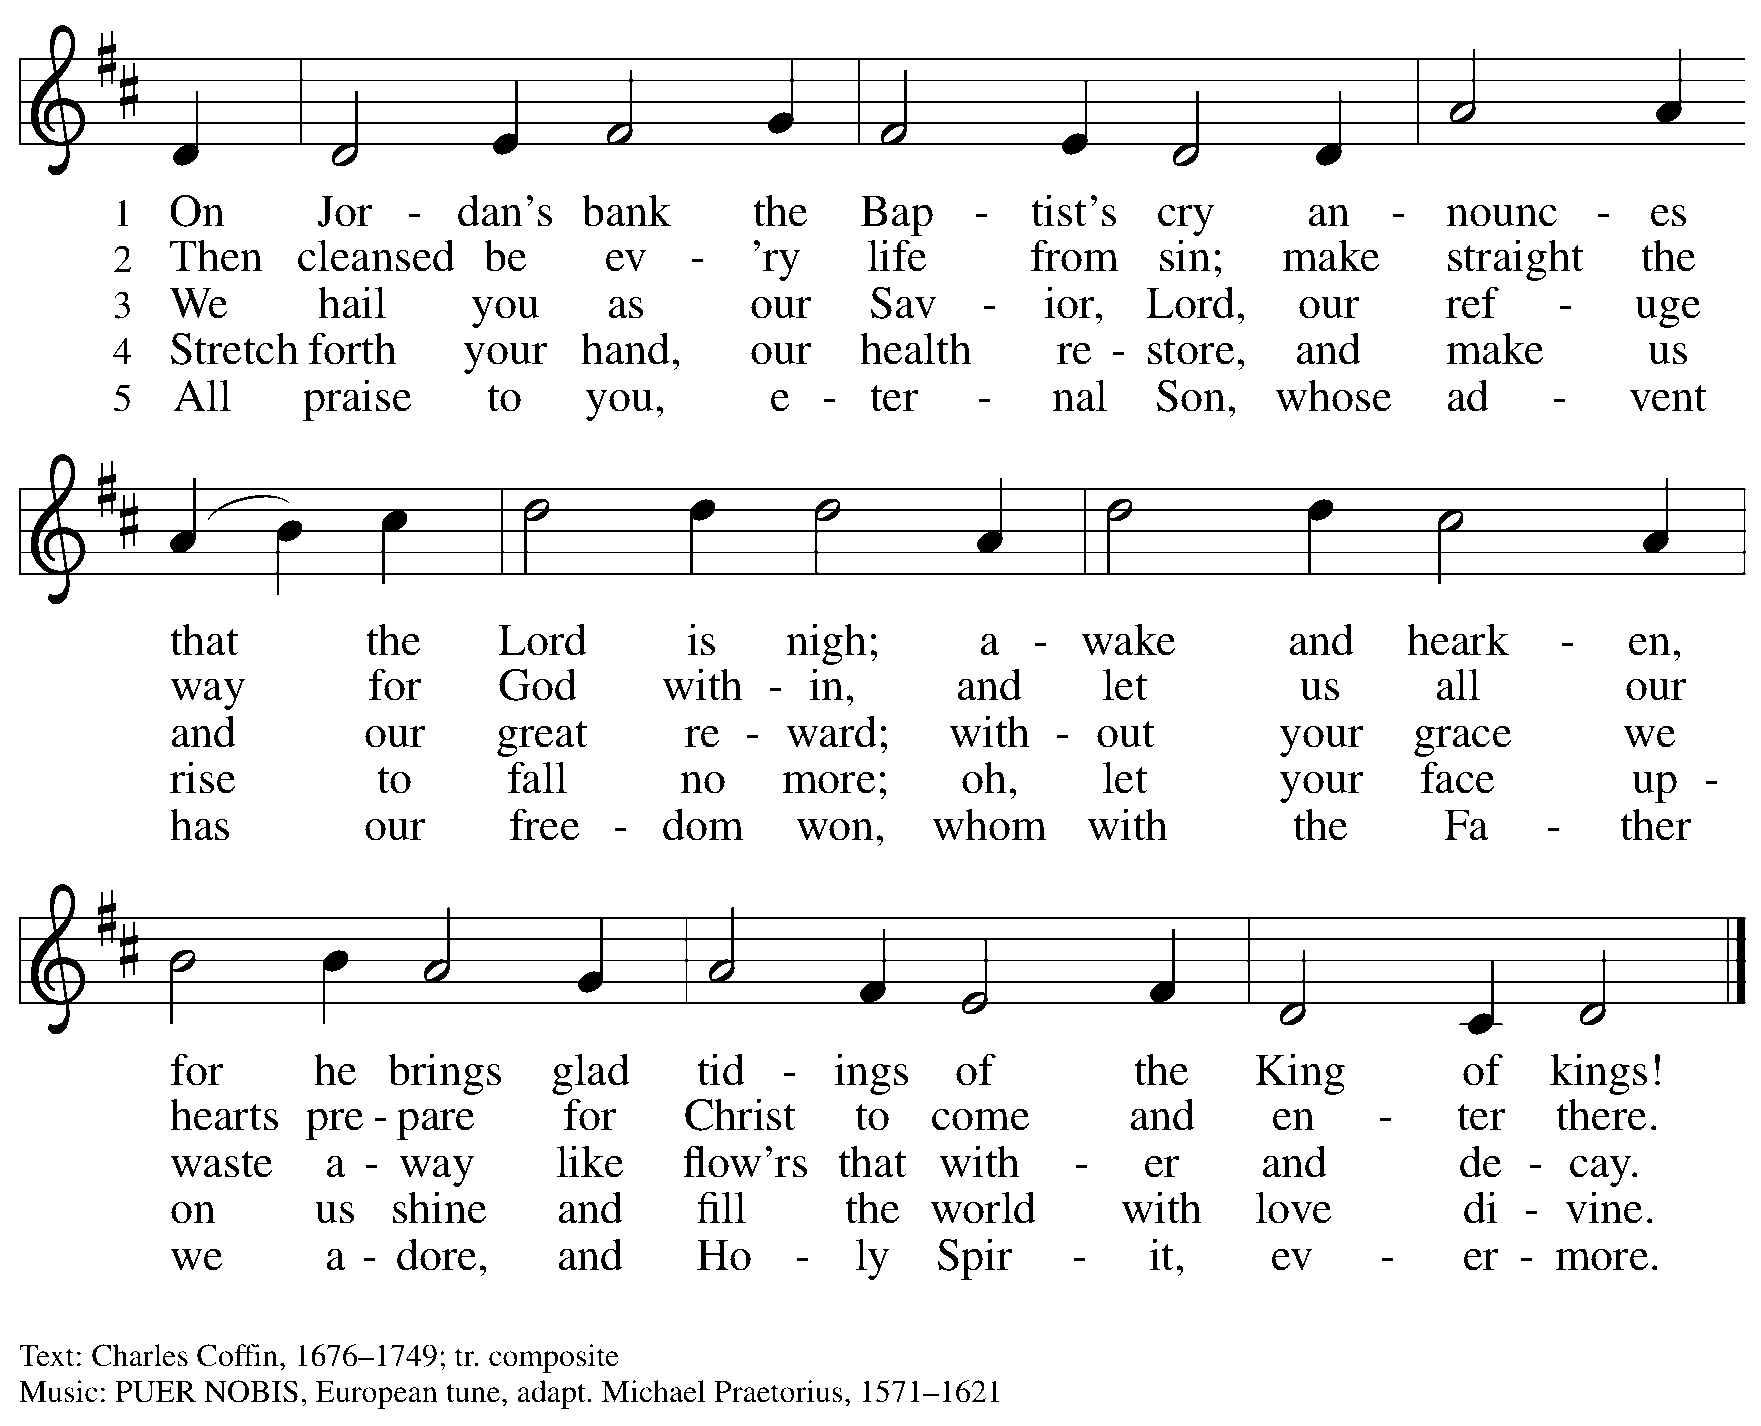 1 On Jor - dan's bank the Bap - tist's cry an - nounc - es
2 Then cleansed be ev - 'ry life from sin; make straight the
3 We hail you as our Sav - ior, Lord, our ref - uge
4 Stretch forth your hand, our health re - store, and make us
5 All praise to you, e - ter - nal Son, whose ad - vent
that the Lord is nigh; a - wake and heark - en,
way for God with - in, and let us all our
and our great re - ward; with - out your grace we
rise to fall no more; oh, let your face up -
has our free - dom won, whom with the Fa - ther
for he brings glad tid - ings of the King of kings!
hearts pre - pare for Christ to come and en - ter there.
waste a - way like flow'rs that with - er and de - cay.
on us shine and fill the world with love di - vine.
we a - dore, and Ho - ly Spir - it, ev - er - more.
Text: Charles Coffin, 1676–1749; tr. composite
Music: PUER NOBIS, European tune, adapt. Michael Praetorius, 1571–1621